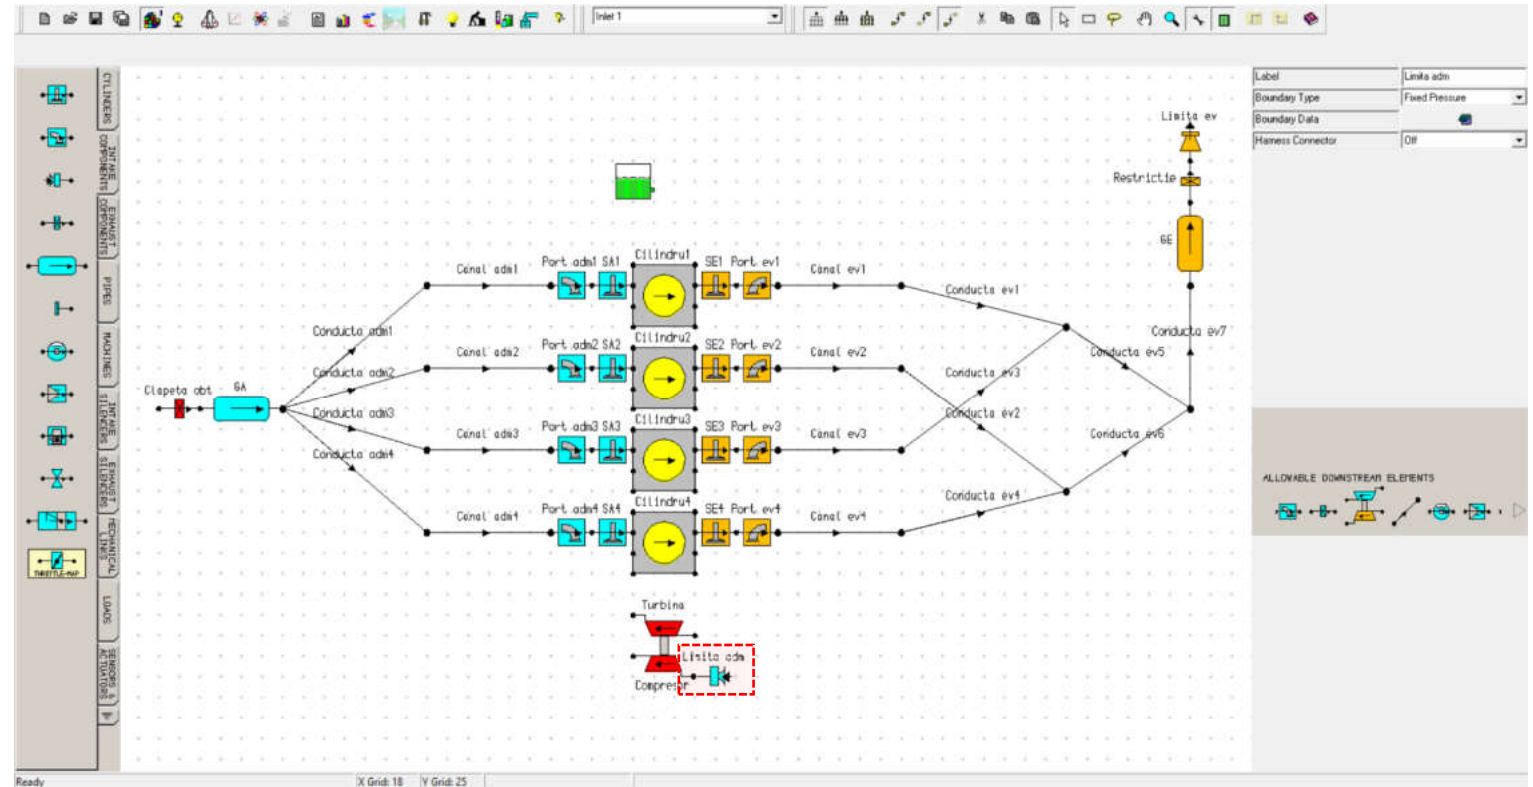 Inlet 1
CYLINDERS
INTAKE COMPONENTS
EXHAUST COMPONENTS
PIPES
MACHINES
INTAKE SILENCERS
EXHAUST SILENCERS
MECHANICAL LINKS
LOADS
SENSORS & ACTUATORS
THROTTLE-MAP
Label Limita adm
Boundary Type Fixed Pressure
Boundary Data
Harness Connector Off
Limita ev
Restrictie
GE
Canal adm1 Port adm1 SA1 Cilindru1 SE1 Port ev1 Canal ev1
Conducta ev1
Conducta adm1
Conducta ev7
Canal adm2 Port adm2 SA2 Cilindru2 SE2 Port ev2 Canal ev2
Conducta ev5
Conducta adm2
Conducta ev3
Clapeta obt GA
Conducta adm3
Conducta ev2
Canal adm3 Port adm3 SA3 Cilindru3 SE3 Port ev3 Canal ev3
Conducta ev6
Conducta adm4
Conducta ev4
Canal adm4 Port adm4 SA4 Cilindru4 SE4 Port ev4 Canal ev4
Turbina
Limita adm
Compresor
ALLOWABLE DOWNSTREAM ELEMENTS
Ready X Grid: 18 Y Grid: 25